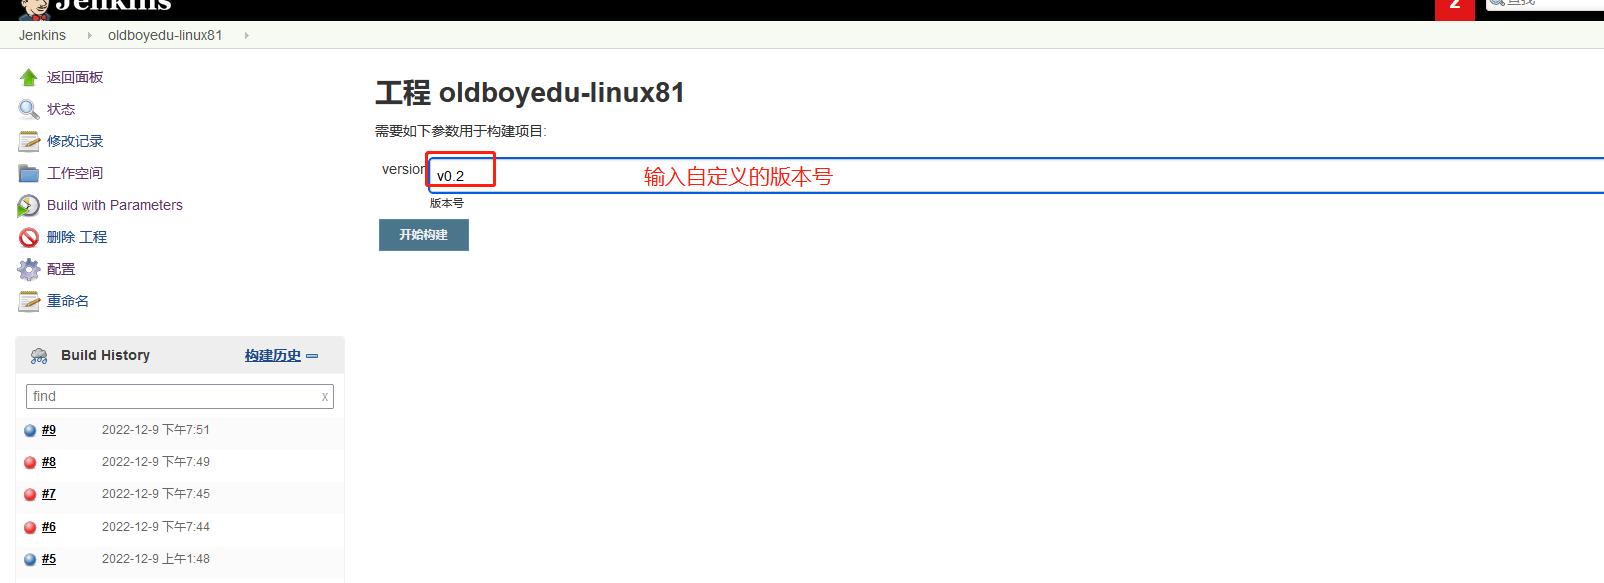 Jenkins
2
查找
Jenkins
oldboyedu-linux81
返回面板
状态
修改记录
工作空间
Build with Parameters
删除 工程
配置
重命名
Build History 构建历史
find x
#9 2022-12-9 下午7:51
#8 2022-12-9 下午7:49
#7 2022-12-9 下午7:45
#6 2022-12-9 下午7:44
#5 2022-12-9 上午1:48
工程 oldboyedu-linux81
需要如下参数用于构建项目:
version v0.2 输入自定义的版本号
版本号
开始构建